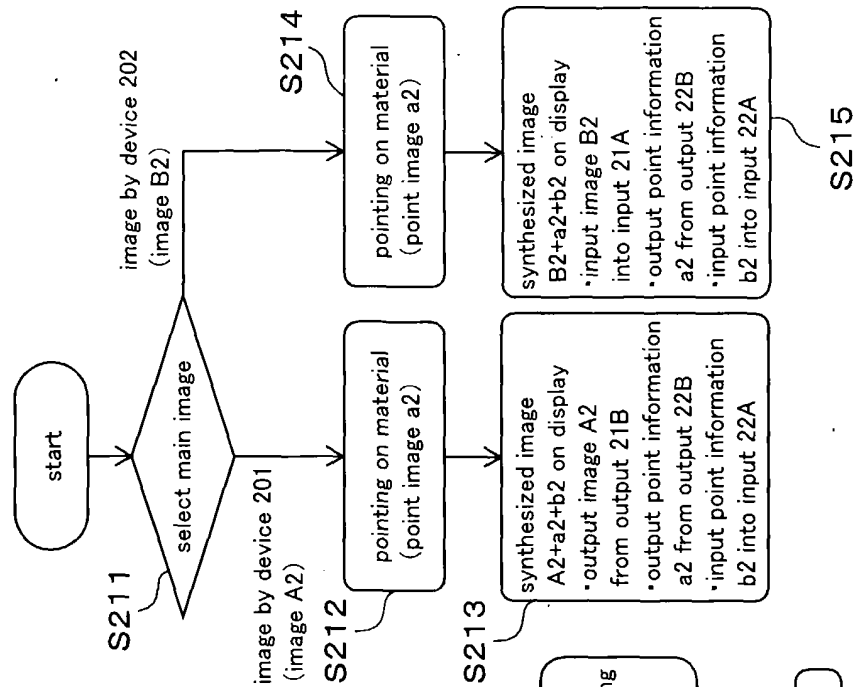 start
S211
select main image
image by device 202
(image B2)
image by device 201
(image A2)
S212
pointing on material
(point image a2)
S214
pointing on material
(point image a2)
S213
synthesized image
A2+a2+b2 on display
・output image A2
from output 21B
・output point information
a2 from output 22B
・input point information
b2 into input 22A
synthesized image
B2+a2+b2 on display
・input image B2
into input 21A
・output point information
a2 from output 22B
・input point information
b2 into input 22A
S215
ng